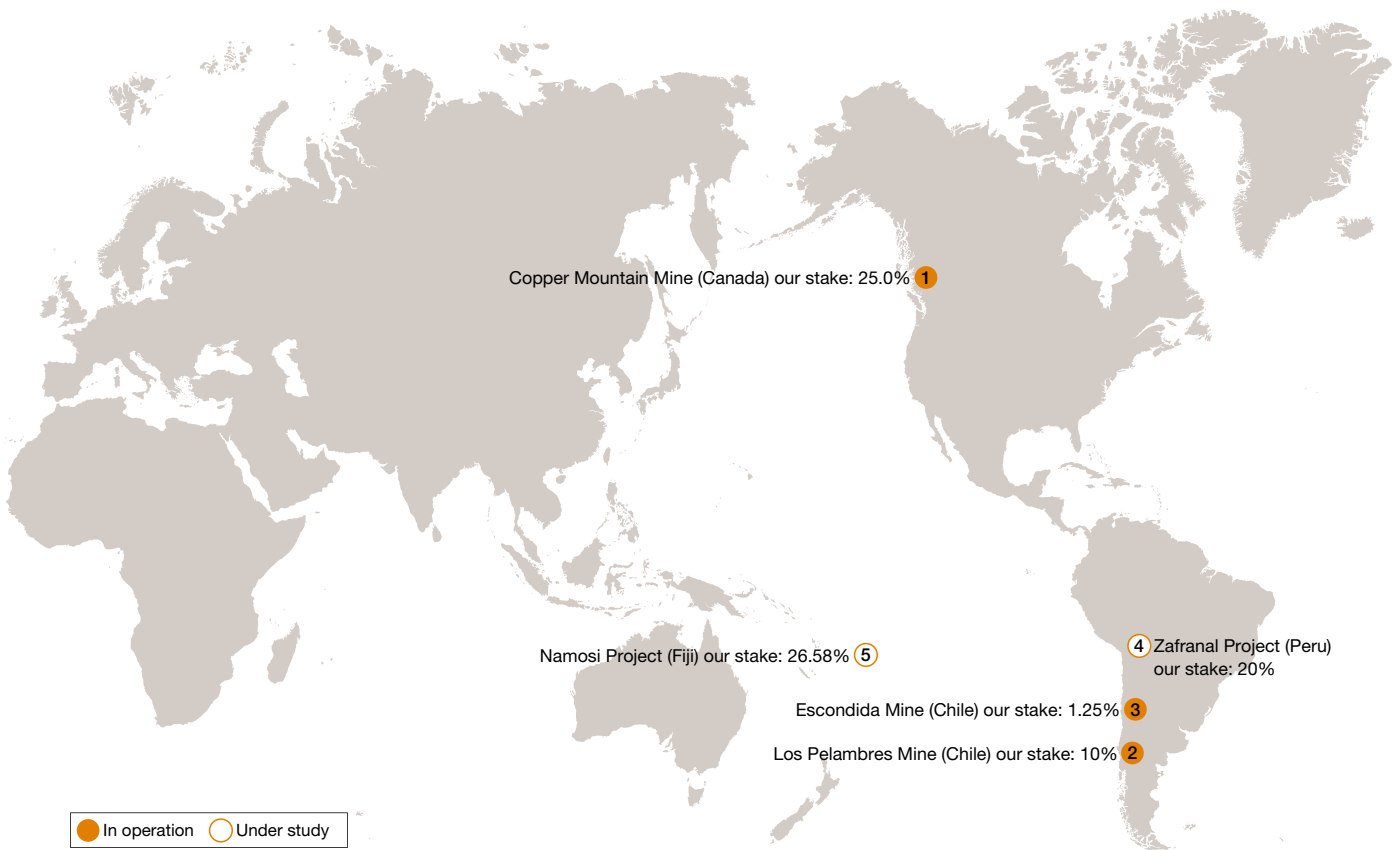 Copper Mountain Mine (Canada) our stake: 25.0% 1
Namosi Project (Fiji) our stake: 26.58% 5
4 Zafranal Project (Peru)
our stake: 20%
Escondida Mine (Chile) our stake: 1.25% 3
Los Pelambres Mine (Chile) our stake: 10% 2
In operation Under study